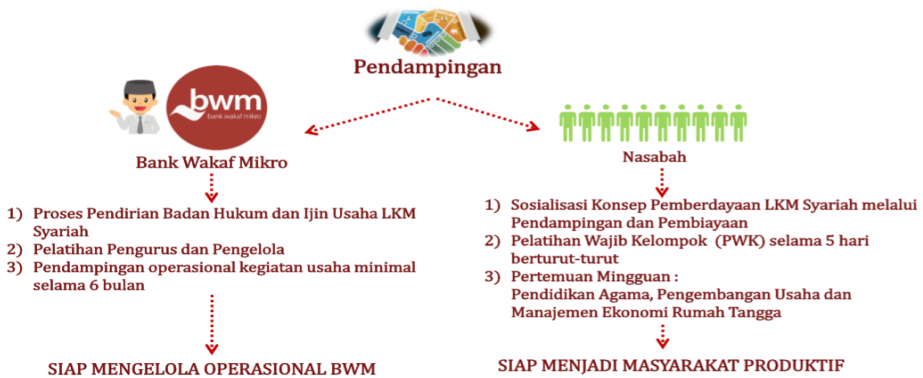 Pendampingan
bwm
bank wakaf mikro
Bank Wakaf Mikro
1) Proses Pendirian Badan Hukum dan Ijin Usaha LKM
Syariah
2) Pelatihan Pengurus dan Pengelola
3) Pendampingan operasional kegiatan usaha minimal
selama 6 bulan
SIAP MENGELOLA OPERASIONAL BWM
Nasabah
1) Sosialisasi Konsep Pemberdayaan LKM Syariah melalui
Pendampingan dan Pembiayaan
2) Pelatihan Wajib Kelompok (PWK) selama 5 hari
berturut-turut
3) Pertemuan Mingguan :
Pendidikan Agama, Pengembangan Usaha dan
Manajemen Ekonomi Rumah Tangga
SIAP MENJADI MASYARAKAT PRODUKTIF